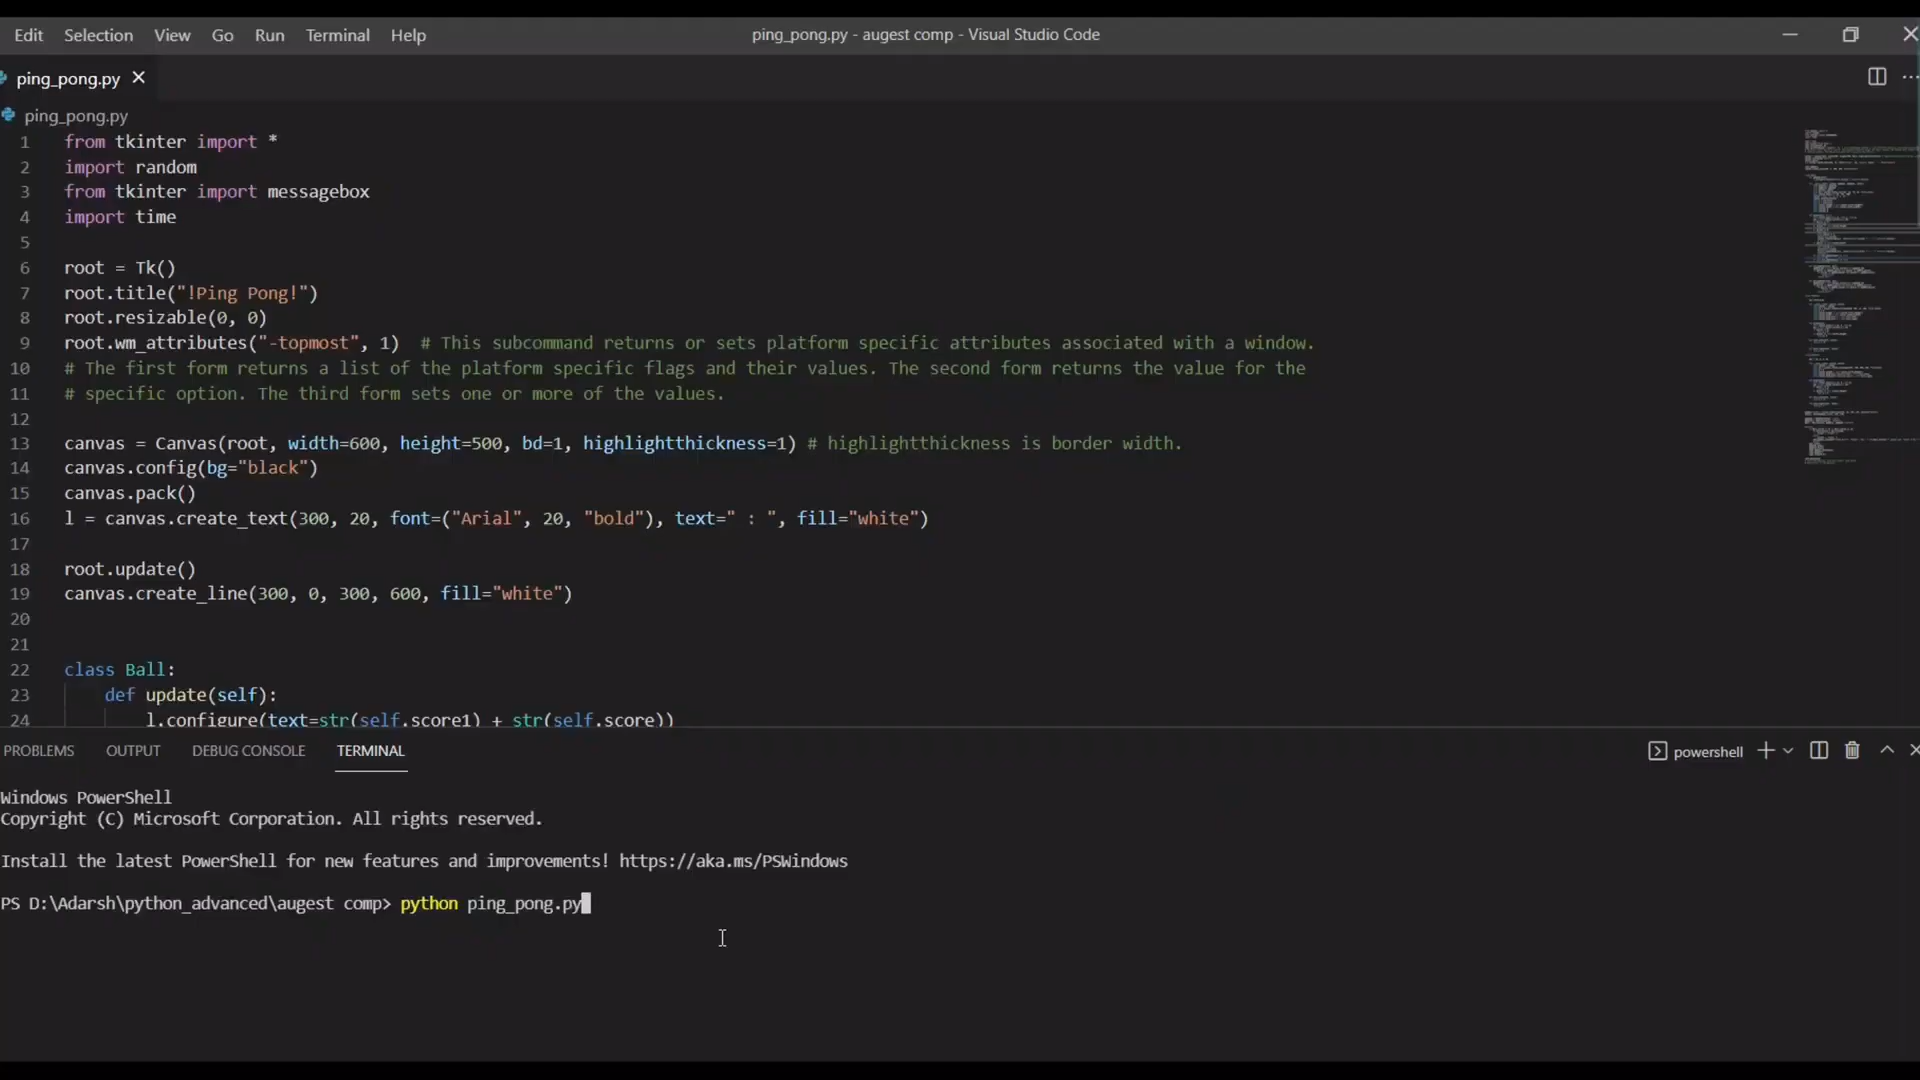 Edit Selection View Go Run Terminal Help ping_pong.py - augest comp - Visual Studio Code
ping_pong.py
ping_pong.py
1 from tkinter import *
2 import random
3 from tkinter import messagebox
4 import time
5
6 root = Tk()
7 root.title("!Ping Pong!")
8 root.resizable(0, 0)
9 root.wm_attributes("-topmost", 1)  # This subcommand returns or sets platform specific attributes associated with a window.
10 # The first form returns a list of the platform specific flags and their values. The second form returns the value for the
11 # specific option. The third form sets one or more of the values.
12
13 canvas = Canvas(root, width=600, height=500, bd=1, highlightthickness=1) # highlightthickness is border width.
14 canvas.config(bg="black")
15 canvas.pack()
16 l = canvas.create_text(300, 20, font=("Arial", 20, "bold"), text=" : ", fill="white")
17
18 root.update()
19 canvas.create_line(300, 0, 300, 600, fill="white")
20
21
22 class Ball:
23     def update(self):
24         l.configure(text=str(self.score1) + str(self.score))
PROBLEMS OUTPUT DEBUG CONSOLE TERMINAL powershell
Windows PowerShell
Copyright (C) Microsoft Corporation. All rights reserved.
Install the latest PowerShell for new features and improvements! https://aka.ms/PSWindows
PS D:\Adarsh\python_advanced\augest comp> python ping_pong.py